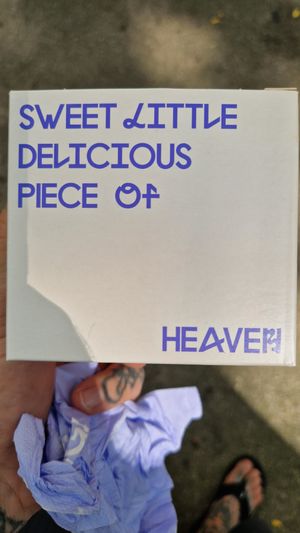 SWEET LITTLE
DELICIOUS
PIECE OF
HEAVEN